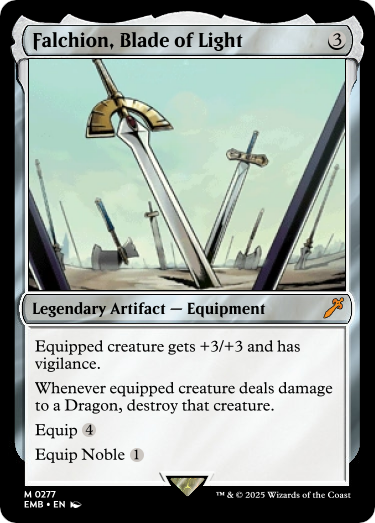 Falchion, Blade of Light 3
Legendary Artifact — Equipment
Equipped creature gets +3/+3 and has
vigilance.
Whenever equipped creature deals damage
to a Dragon, destroy that creature.
Equip 4
Equip Noble 1
M 0277
EMB • EN
™ & © 2025 Wizards of the Coast